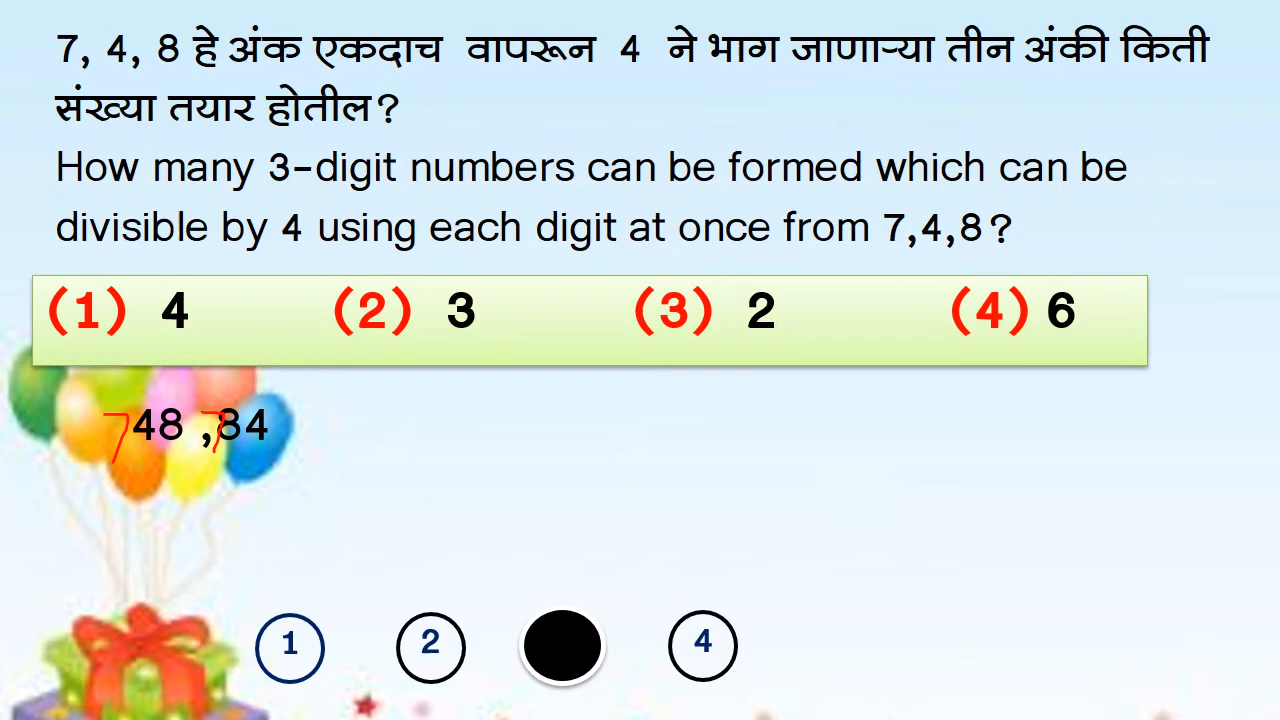 7, 4, 8 हे अंक एकदाच वापरून 4 ने भाग जाणाऱ्या तीन अंकी किती
संख्या तयार होतील?
How many 3-digit numbers can be formed which can be
divisible by 4 using each digit at once from 7,4,8?
(1) 4 (2) 3 (3) 2 (4) 6
748 ,784
1 2 4